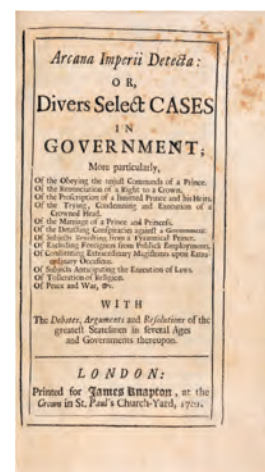 Arcana Imperii Detecta:
OR,
Divers Select CASES
IN
GOVERNMENT;
More particularly,
Of the Obeying the unjust Commands of a Prince.
Of the Renunciation of a Right to a Crown.
Of the Proscription of a limitted Prince and his Heirs.
Of the Trying, Condemning and Execution of a
Crowned Head.
Of the Marriage of a Prince and Princess.
Of the Detecting Conspiracies against a Government.
Of Subjects Revolting from a Tyrannical Prince.
Of Excluding Foreigners from Publick Employments.
Of Constituting Extraordinary Magistrates upon Extra-
ordinary Occasions.
Of Subjects Anticipating the Execution of Laws.
Of Tolleration of Religion.
Of Peace and War, &c.
WITH
The Debates, Arguments and Resolutions of the
greatest Statesmen in several Ages
and Governments thereupon.
LONDON:
Printed for James Knapton, at the
Crown in St. Paul's Church-Yard, 1701.